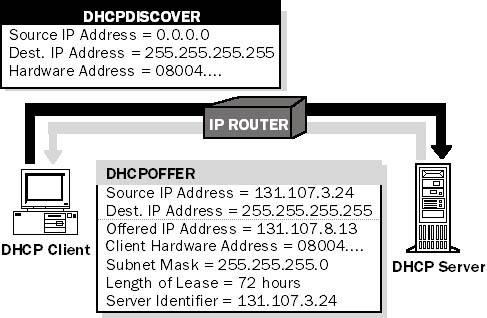 DHCPDISCOVER
Source IP Address = 0.0.0.0
Dest. IP Address = 255.255.255.255
Hardware Address = 08004....
IP ROUTER
DHCPOFFER
Source IP Address = 131.107.3.24
Dest. IP Address = 255.255.255.255
Offered IP Address = 131.107.8.13
Client Hardware Address = 08004....
Subnet Mask = 255.255.255.0
Length of Lease = 72 hours
Server Identifier = 131.107.3.24
DHCP Client
DHCP Server